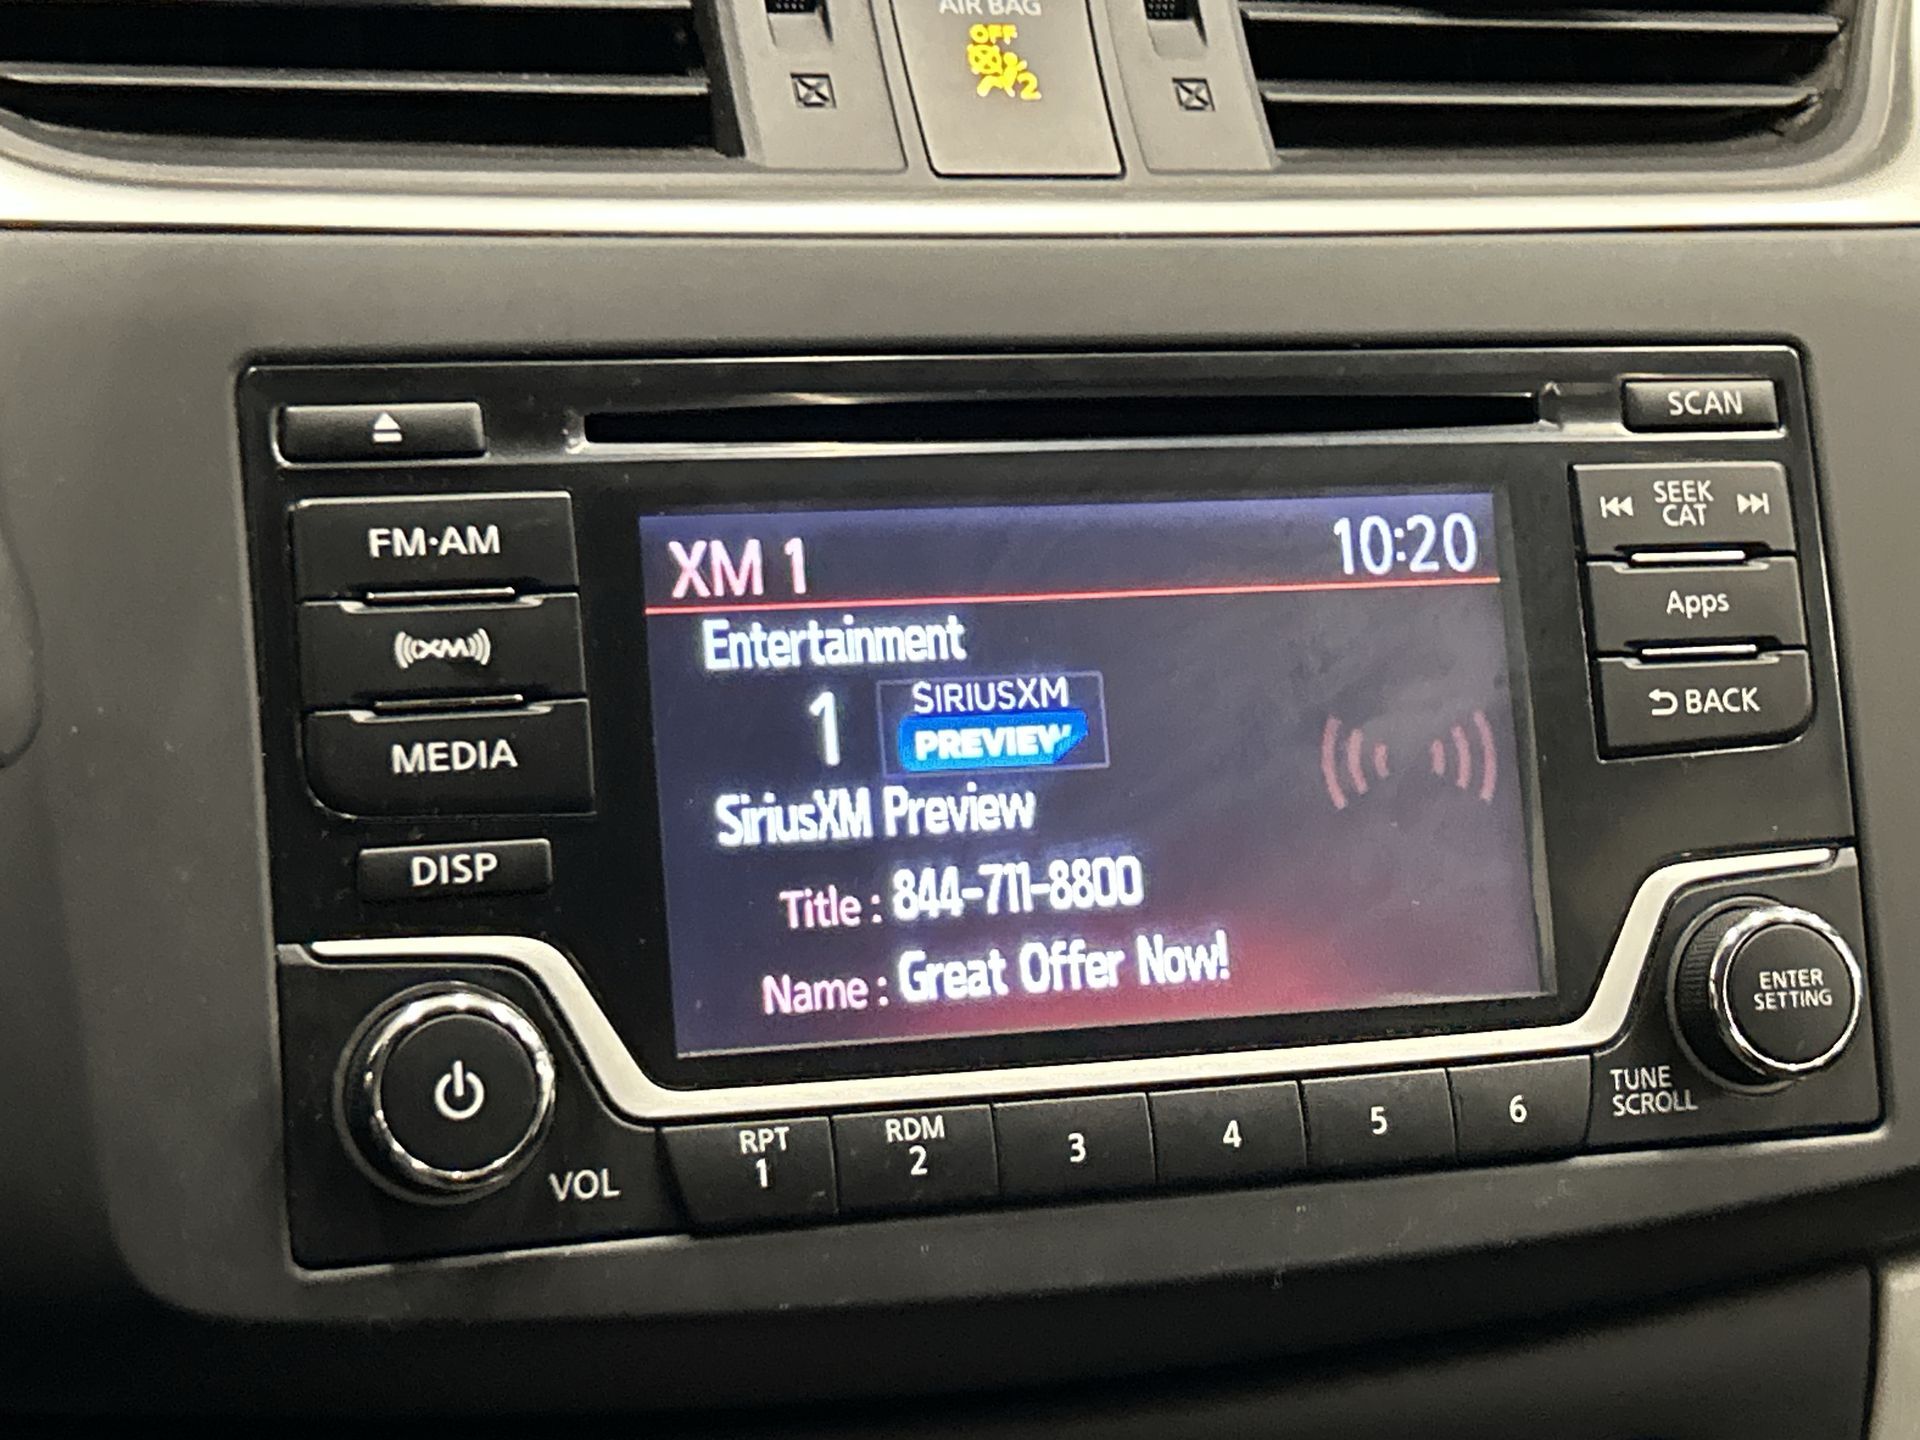 AIR BAG
OFF
2
SCAN
FM·AM
XM
MEDIA
DISP
XM 1 10:20
Entertainment
1 SIRIUSXM
PREVIEW
SiriusXM Preview
Title : 844-711-8800
Name : Great Offer Now!
SEEK
CAT
Apps
BACK
ENTER
SETTING
TUNE
SCROLL
VOL
RPT
1
RDM
2
3
4
5
6